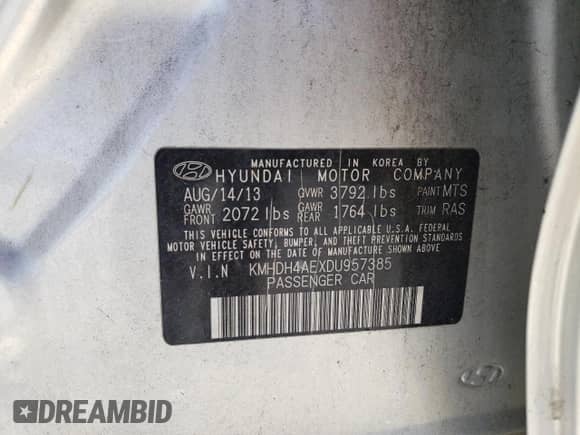 MANUFACTURED IN KOREA BY
HYUNDAI MOTOR COMPANY
AUG/14/13 GVWR 3792 lbs PAINT MTS
GAWR FRONT 2072 lbs GAWR REAR 1764 lbs TRIM RAS
THIS VEHICLE CONFORMS TO ALL APPLICABLE U.S.A FEDERAL
MOTOR VEHICLE SAFETY, BUMPER, AND THEFT PREVENTION STANDARDS
IN EFFECT ON THE DATE OF MANUFACTURE SHOWN ABOVE.
V.I.N KMHDH4AEXDU957385
PASSENGER CAR
DREAMBID